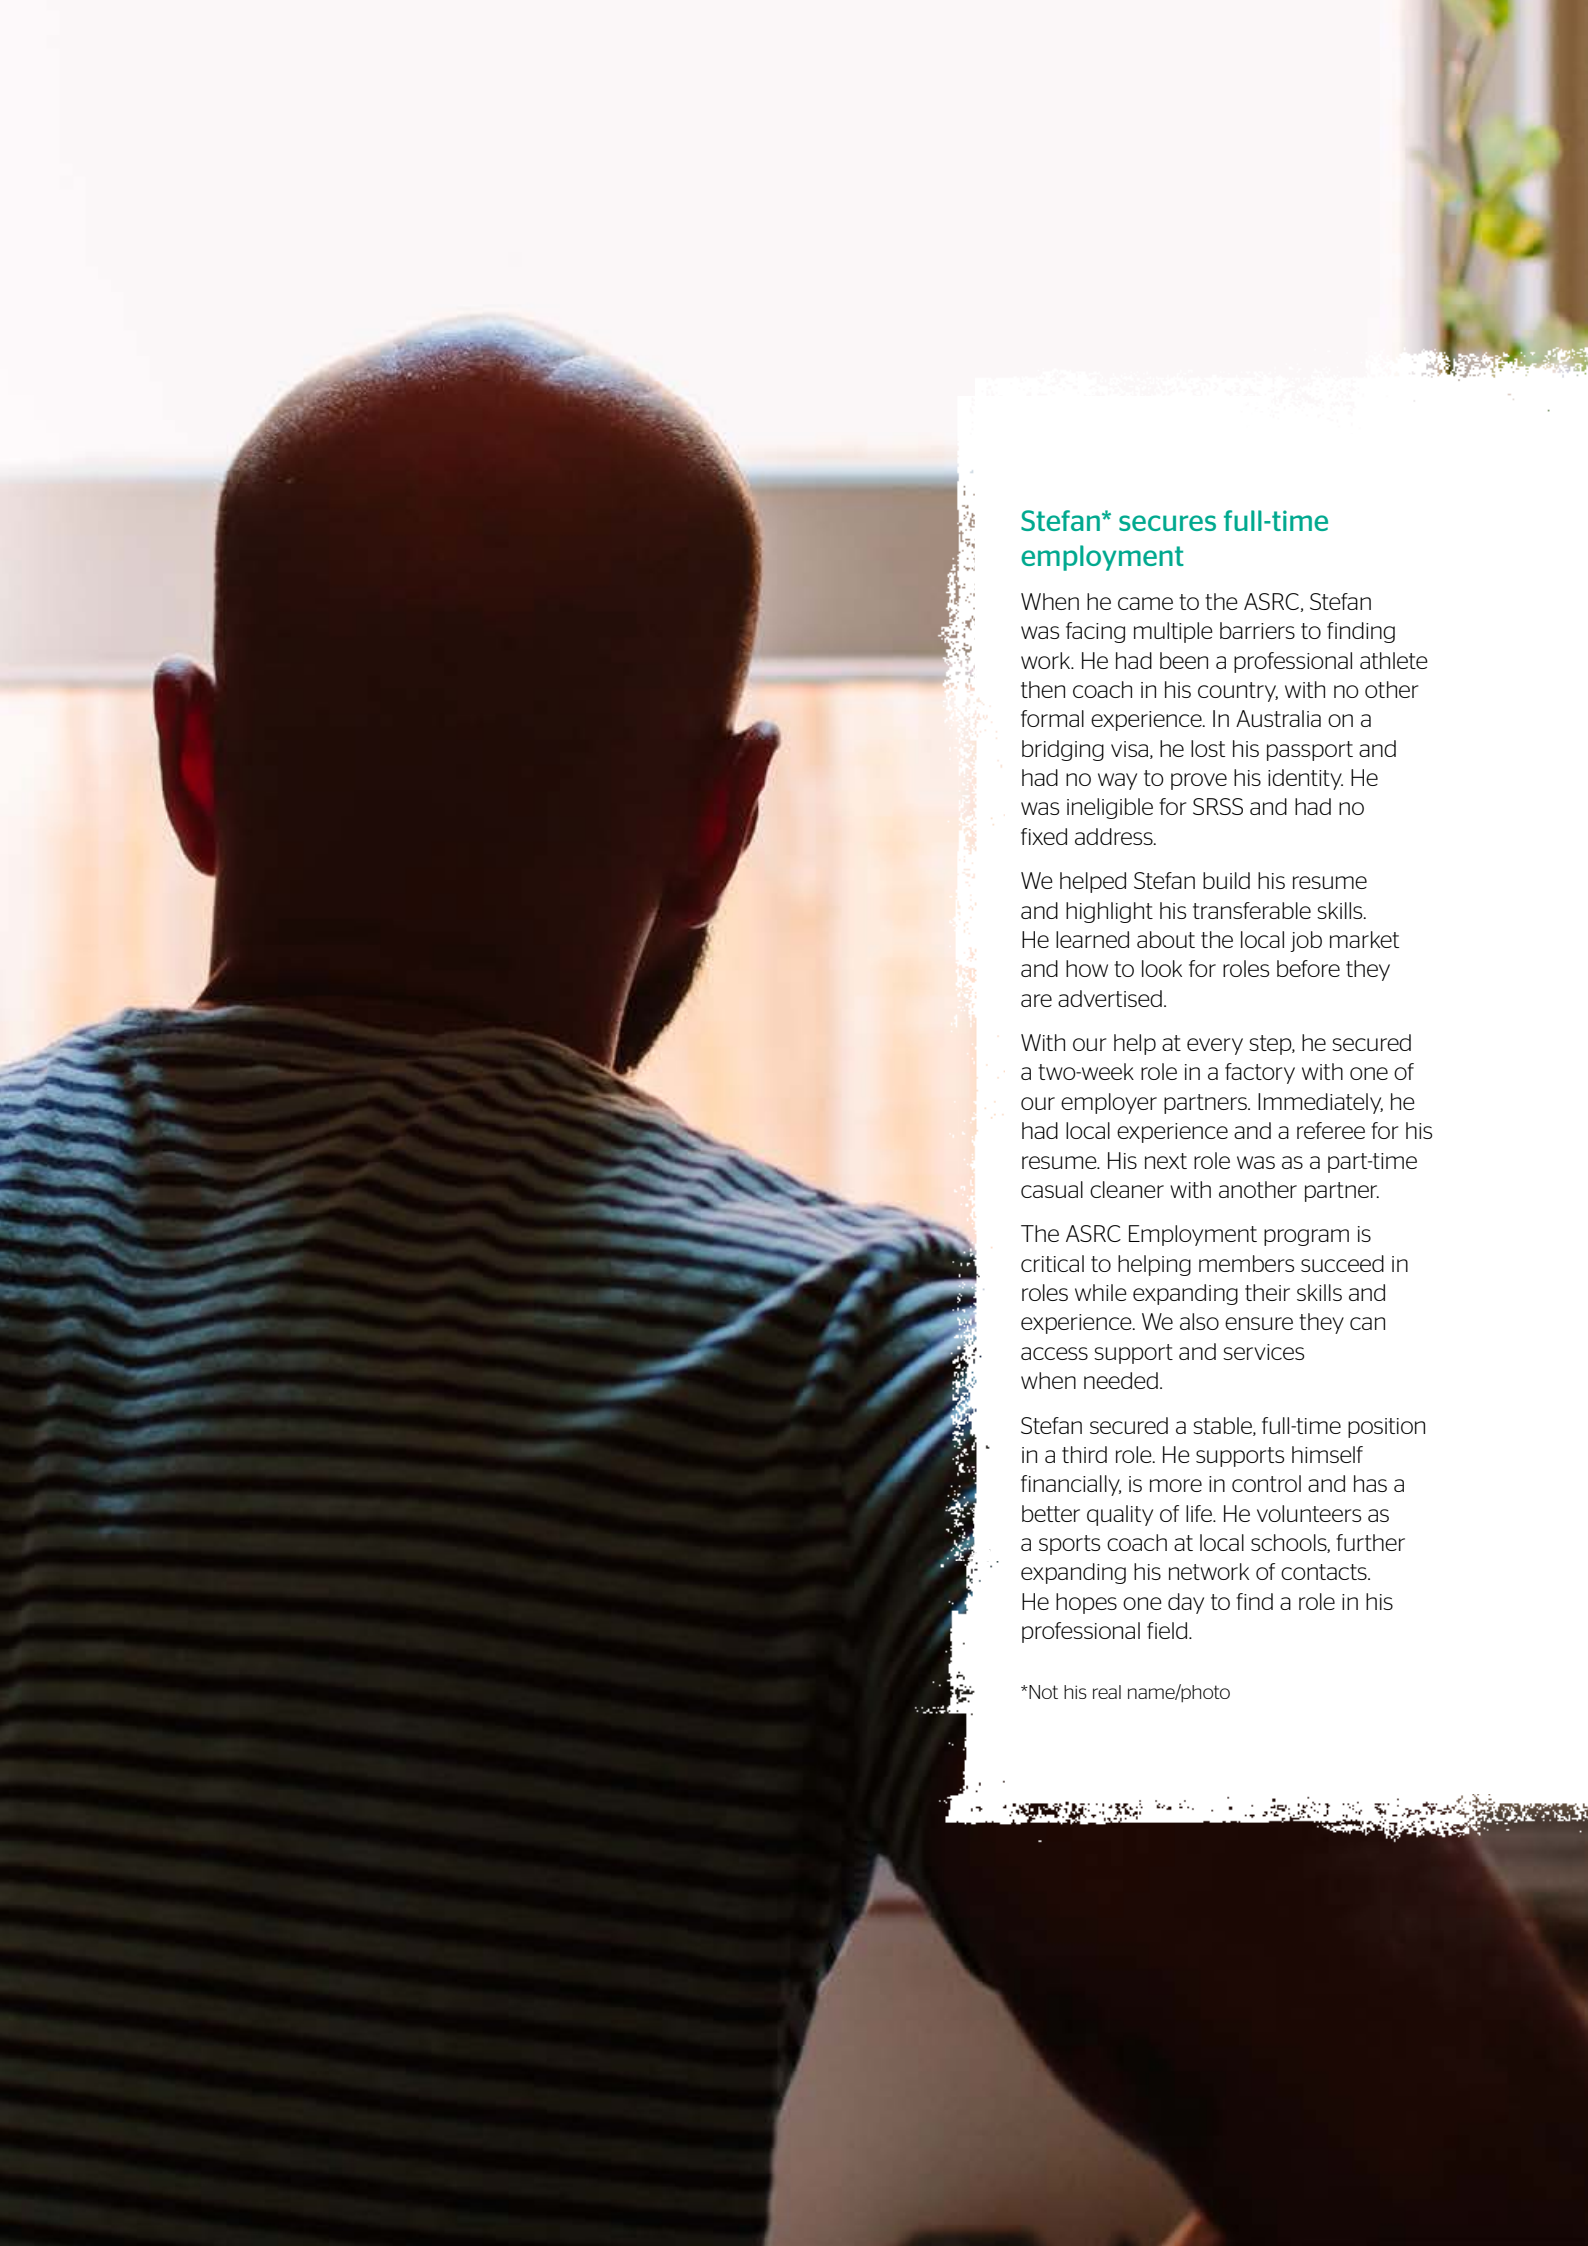 Stefan* secures full-time
employment
When he came to the ASRC, Stefan
was facing multiple barriers to finding
work. He had been a professional athlete
then coach in his country, with no other
formal experience. In Australia on a
bridging visa, he lost his passport and
had no way to prove his identity. He
was ineligible for SRSS and had no
fixed address.
We helped Stefan build his resume
and highlight his transferable skills.
He learned about the local job market
and how to look for roles before they
are advertised.
With our help at every step, he secured
a two-week role in a factory with one of
our employer partners. Immediately, he
had local experience and a referee for his
resume. His next role was as a part-time
casual cleaner with another partner.
The ASRC Employment program is
critical to helping members succeed in
roles while expanding their skills and
experience. We also ensure they can
access support and services
when needed.
Stefan secured a stable, full-time position
in a third role. He supports himself
financially, is more in control and has a
better quality of life. He volunteers as
a sports coach at local schools, further
expanding his network of contacts.
He hopes one day to find a role in his
professional field.
*Not his real name/photo